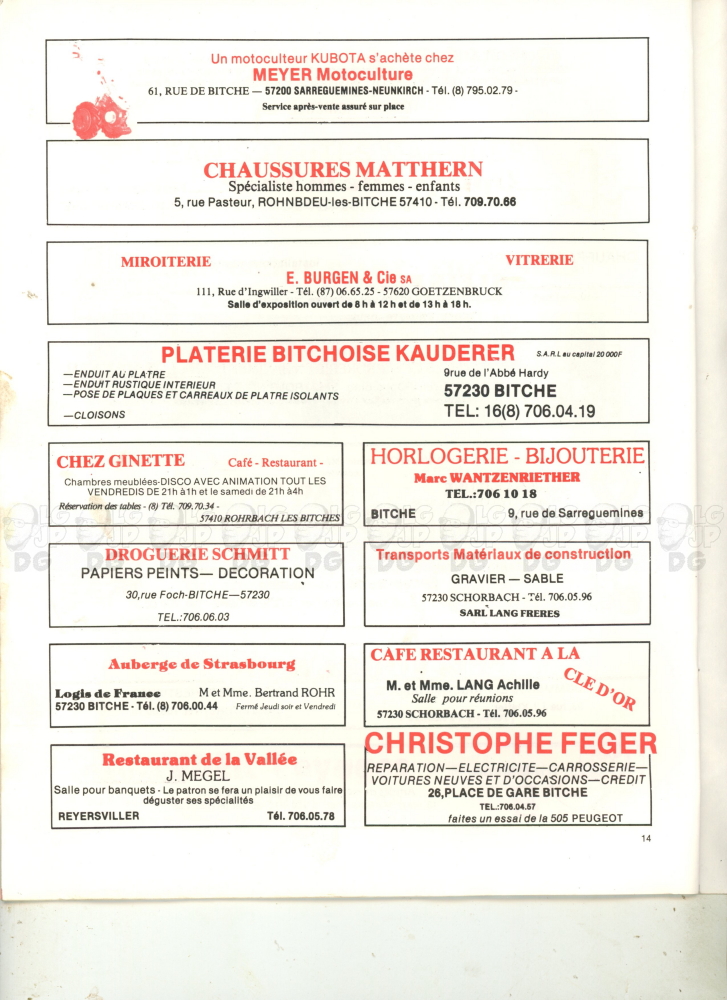 Un motoculteur KUBOTA s'achète chez
MEYER Motoculture
61, RUE DE BITCHE — 57200 SARREGUEMINES-NEUNKIRCH - Tél. (8) 795.02.79 -
Service après-vente assuré sur place
CHAUSSURES MATTHERN
Spécialiste hommes - femmes - enfants
5, rue Pasteur, ROHNBDEU-les-BITCHE 57410 - Tél. 709.70.66
MIROITERIE
VITRERIE
E. BURGEN & Cie SA
111, Rue d'Ingwiller - Tél. (87) 06.65.25 - 57620 GOETZENBRUCK
Salle d'exposition ouvert de 8 h à 12 h et de 13 h à 18 h.
PLATERIE BITCHOISE KAUDERER S.A.R.L au capital 20 000F
—ENDUIT AU PLATRE
—ENDUIT RUSTIQUE INTERIEUR
—POSE DE PLAQUES ET CARREAUX DE PLATRE ISOLANTS
—CLOISONS
9rue de l'Abbé Hardy
57230 BITCHE
TEL: 16(8) 706.04.19
CHEZ GINETTE Café - Restaurant -
Chambres meublées-DISCO AVEC ANIMATION TOUT LES
VENDREDIS DE 21h à1h et le samedi de 21h à4h
Réservation des tables - (8) Tél. 709.70.34 -
57410 ROHRBACH LES BITCHES
HORLOGERIE - BIJOUTERIE
Marc WANTZENRIETHER
TEL.:706 10 18
BITCHE 9, rue de Sarreguemines
DROGUERIE SCHMITT
PAPIERS PEINTS— DECORATION
30,rue Foch-BITCHE—57230
TEL.:706.06.03
Transports Matériaux de construction
GRAVIER — SABLE
57230 SCHORBACH - Tél. 706.05.96
SARL LANG FRERES
Auberge de Strasbourg
Logis de France M et Mme. Bertrand ROHR
57230 BITCHE - Tél. (8) 706.00.44 Fermé Jeudi soir et Vendredi
CAFE RESTAURANT A LA
CLE D'OR
M. et Mme. LANG Achille
Salle pour réunions
57230 SCHORBACH - Tél. 706.05.96
Restaurant de la Vallée
J. MEGEL
Salle pour banquets - Le patron se fera un plaisir de vous faire
déguster ses spécialités
REYERSVILLER Tél. 706.05.78
CHRISTOPHE FEGER
REPARATION—ELECTRICITE—CARROSSERIE—
VOITURES NEUVES ET D'OCCASIONS—CREDIT
26,PLACE DE GARE BITCHE
TEL.:706.04.57
faites un essai de la 505 PEUGEOT
14